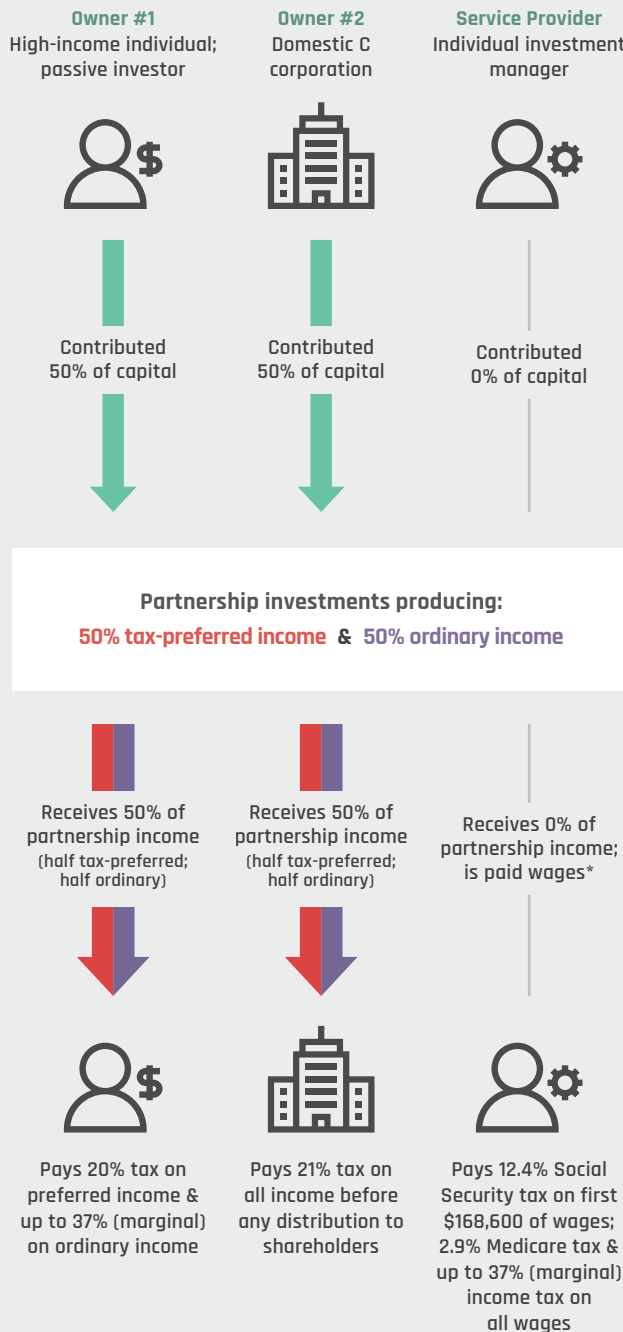 Owner #1
High-income individual;
passive investor
Owner #2
Domestic C
corporation
Service Provider
Individual investment
manager
Contributed
50% of capital
Contributed
50% of capital
Contributed
0% of capital
Partnership investments producing:
50% tax-preferred income & 50% ordinary income
Receives 50% of
partnership income
(half tax-preferred;
half ordinary)
Receives 50% of
partnership income
(half tax-preferred;
half ordinary)
Receives 0% of
partnership income;
is paid wages*
Pays 20% tax on
preferred income &
up to 37% (marginal)
on ordinary income
Pays 21% tax on
all income before
any distribution to
shareholders
Pays 12.4% Social
Security tax on first
$168,600 of wages;
2.9% Medicare tax &
up to 37% (marginal)
income tax on
all wages